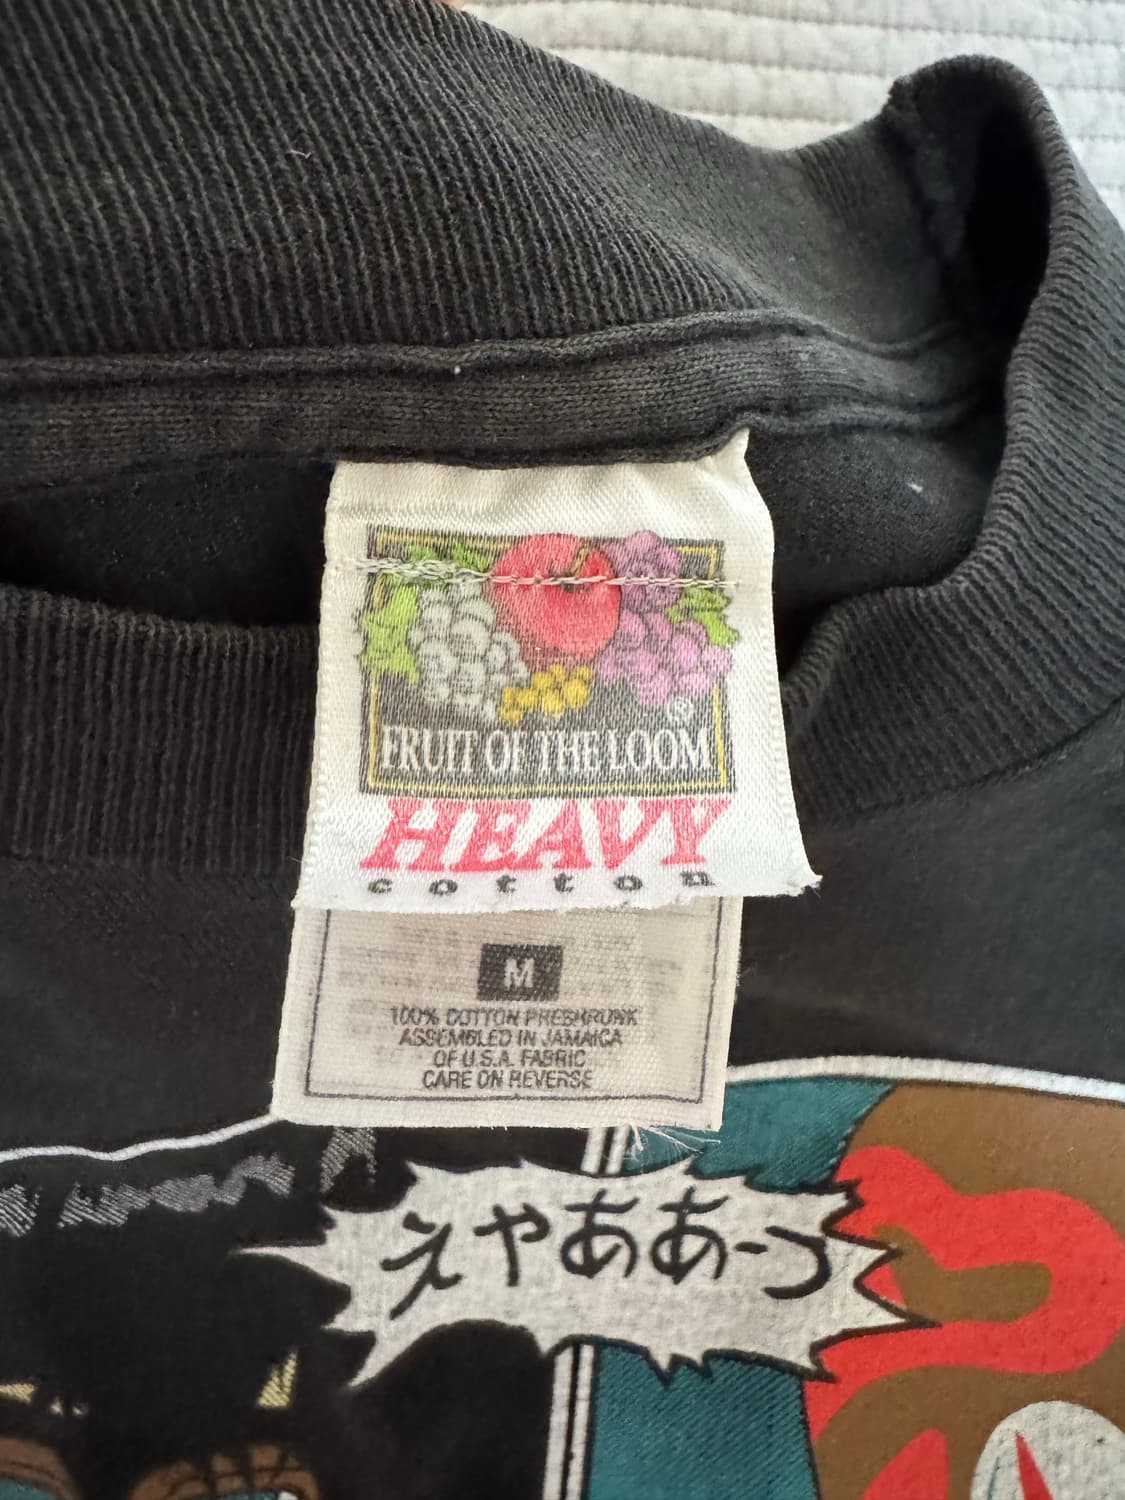 ®
FRUIT OF THE LOOM
HEAVY
cotton
M
100% COTTON PRESHRUNK
ASSEMBLED IN JAMAICA
OF U.S.A. FABRIC
CARE ON REVERSE
えやああーっ